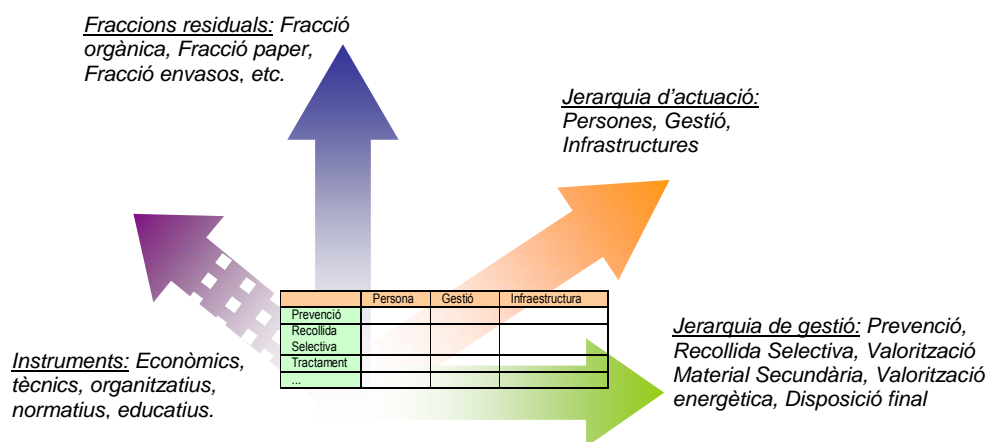 Fraccions residuals: Fracció
orgànica, Fracció paper,
Fracció envasos, etc.
Jerarquia d'actuació:
Persones, Gestió,
Infrastructures
Persona Gestió Infraestructura
Prevenció
Recollida
Selectiva
Tractament
...
Instruments: Econòmics,
tècnics, organitzatius,
normatius, educatius.
Jerarquia de gestió: Prevenció,
Recollida Selectiva, Valorització
Material Secundària, Valorització
energètica, Disposició final